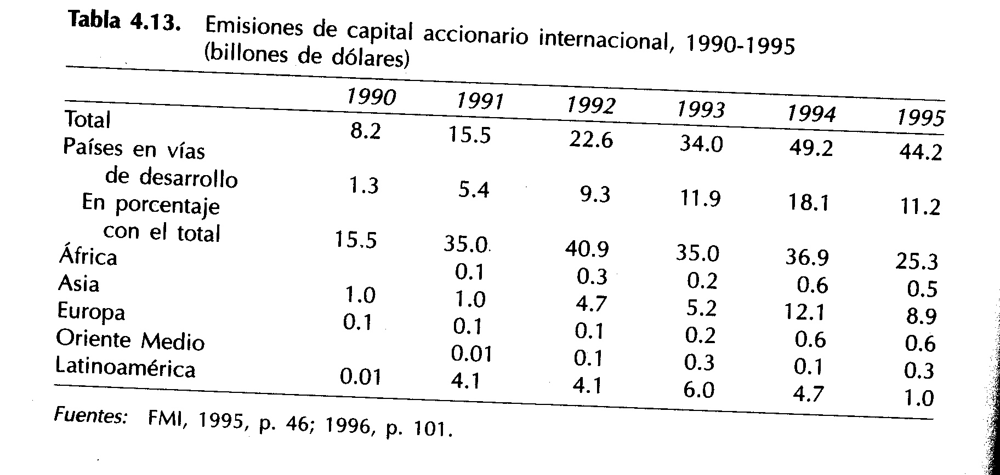 Tabla 4.13. Emisiones de capital accionario internacional, 1990-1995
(billones de dólares)
1990 1991 1992 1993 1994 1995
Total 8.2 15.5 22.6 34.0 49.2 44.2
Países en vías
de desarrollo 1.3 5.4 9.3 11.9 18.1 11.2
En porcentaje
con el total 15.5 35.0 40.9 35.0 36.9 25.3
África 0.1 0.3 0.2 0.6 0.5
Asia 1.0 1.0 4.7 5.2 12.1 8.9
Europa 0.1 0.1 0.1 0.2 0.6 0.6
Oriente Medio 0.01 0.1 0.3 0.1 0.3
Latinoamérica 0.01 4.1 4.1 6.0 4.7 1.0
Fuentes: FMI, 1995, p. 46; 1996, p. 101.